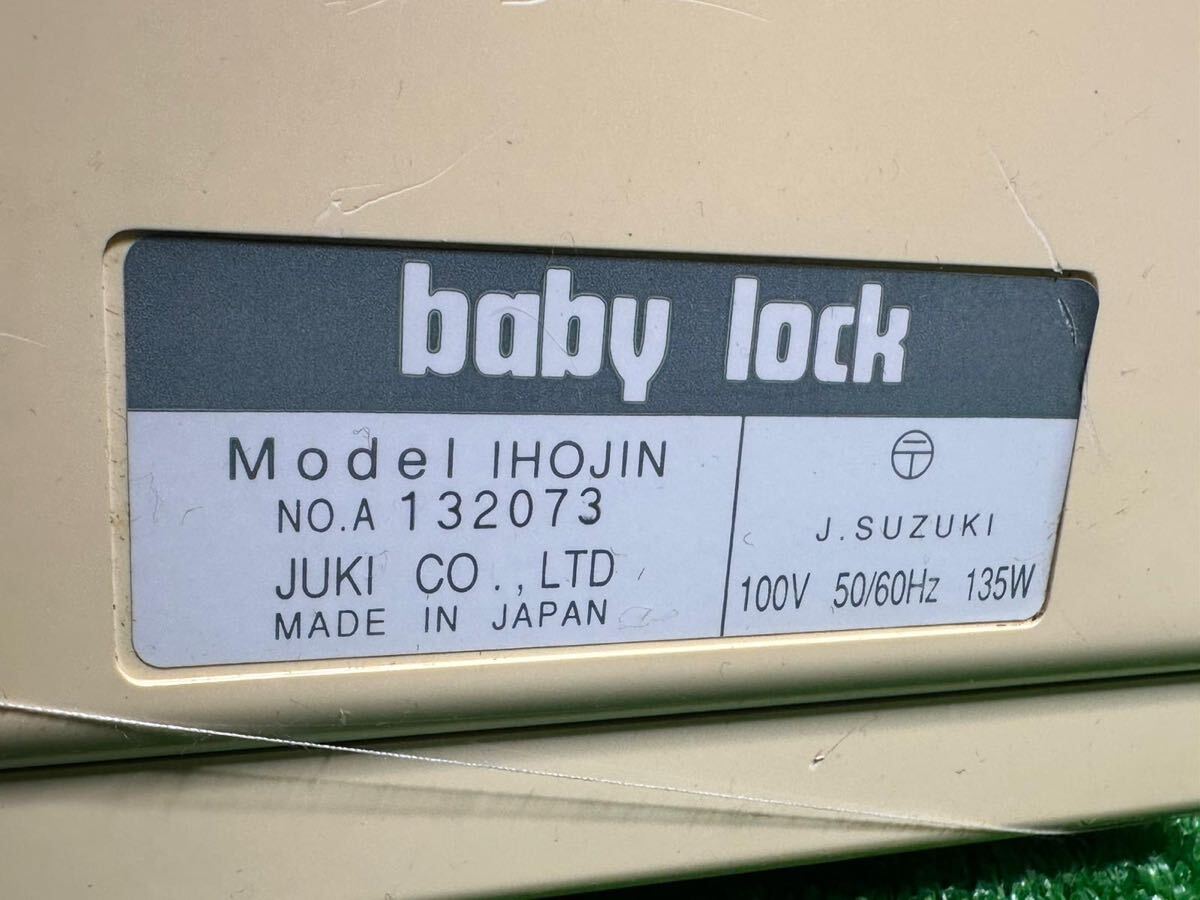 baby lock
Model IHOJIN
NO.A 132073
JUKI CO., LTD
MADE IN JAPAN
〶
J. SUZUKI
100V 50/60Hz 135W